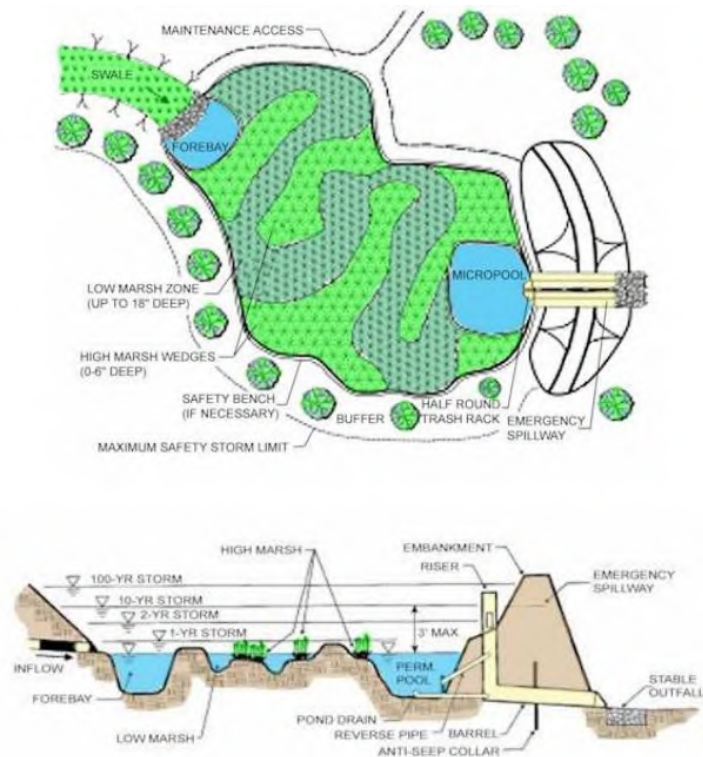 MAINTENANCE ACCESS
SWALE
FOREBAY
MICROPOOL
LOW MARSH ZONE
(UP TO 18" DEEP)
HIGH MARSH WEDGES
(0-6" DEEP)
SAFETY BENCH
(IF NECESSARY)
BUFFER
HALF ROUND
TRASH RACK
EMERGENCY
SPILLWAY
MAXIMUM SAFETY STORM LIMIT
HIGH MARSH
EMBANKMENT
RISER
EMERGENCY
SPILLWAY
100-YR STORM
10-YR STORM
2-YR STORM
1-YR STORM
3' MAX
INFLOW
PERM.
POOL
FOREBAY
STABLE
OUTFALL
POND DRAIN
REVERSE PIPE
BARREL
LOW MARSH
ANTI-SEEP COLLAR